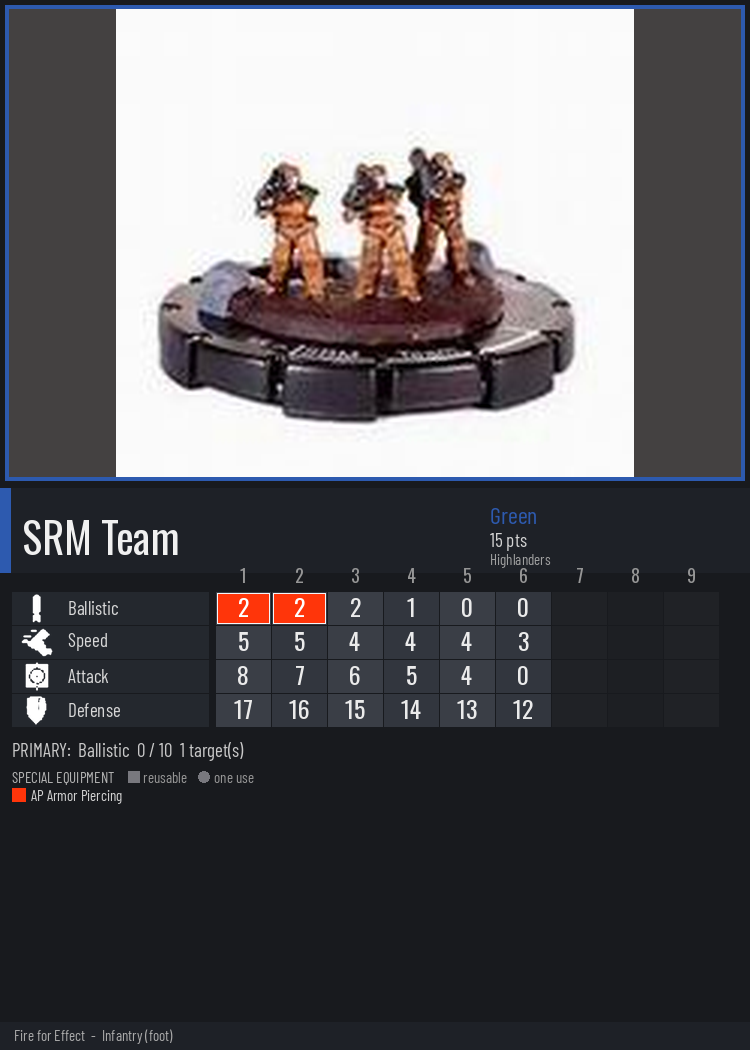 SRM Team
Green
15 pts
Highlanders
1 2 3 4 5 6 7 8 9
Ballistic 2 2 2 1 0 0
Speed 5 5 4 4 4 3
Attack 8 7 6 5 4 0
Defense 17 16 15 14 13 12
PRIMARY: Ballistic 0 / 10 1 target(s)
SPECIAL EQUIPMENT reusable one use
AP Armor Piercing
Fire for Effect - Infantry (foot)